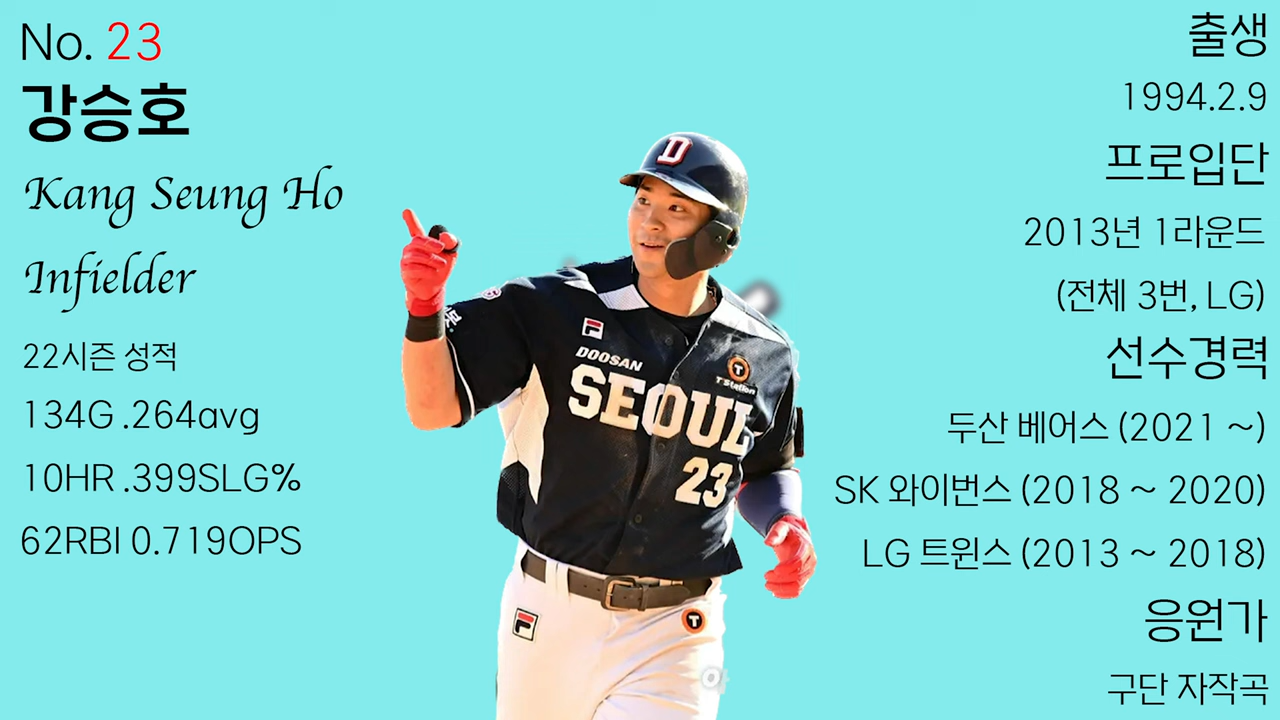 No. 23
강승호
Kang Seung Ho
Infielder
22시즌 성적
134G .264avg
10HR .399SLG%
62RBI 0.719OPS
D
DOOSAN
SEOUL
23
T
T'Station
T
출생
1994.2.9
프로입단
2013년 1라운드
(전체 3번, LG)
선수경력
두산 베어스 (2021 ~)
SK 와이번스 (2018 ~ 2020)
LG 트윈스 (2013 ~ 2018)
응원가
구단 자작곡